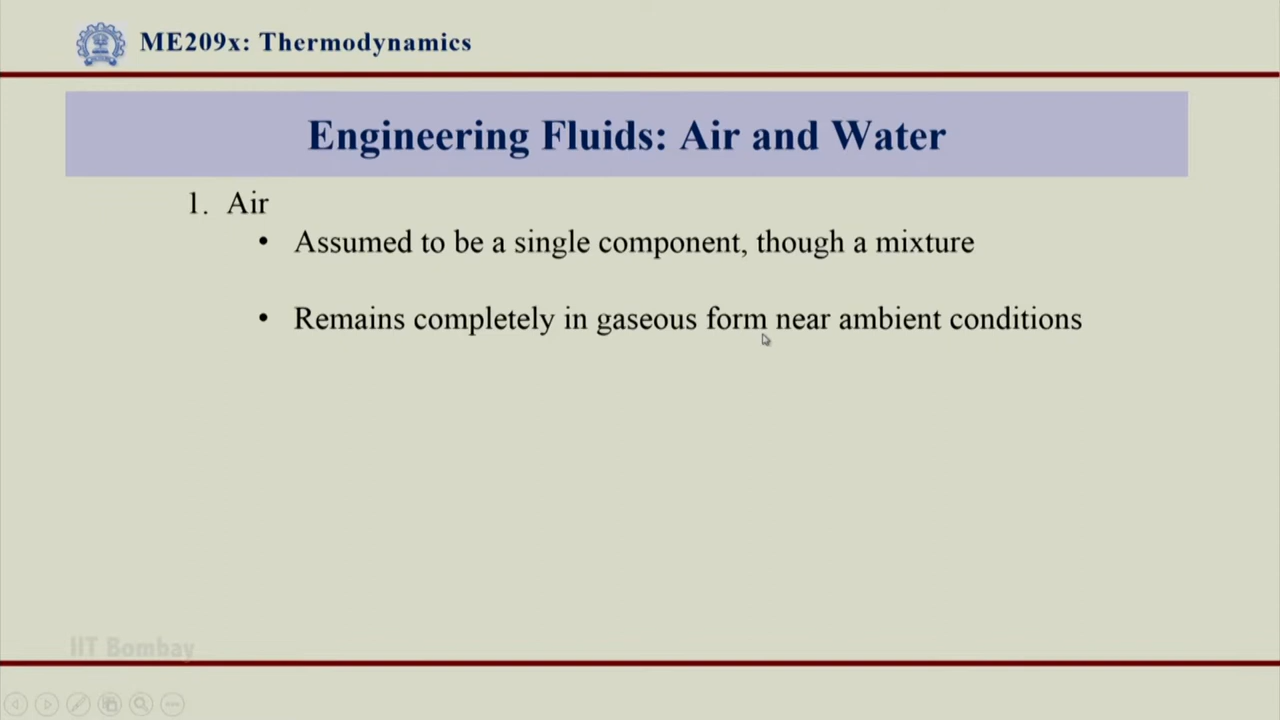 ME209x: Thermodynamics
Engineering Fluids: Air and Water
1. Air
• Assumed to be a single component, though a mixture
• Remains completely in gaseous form near ambient conditions
IIT Bombay